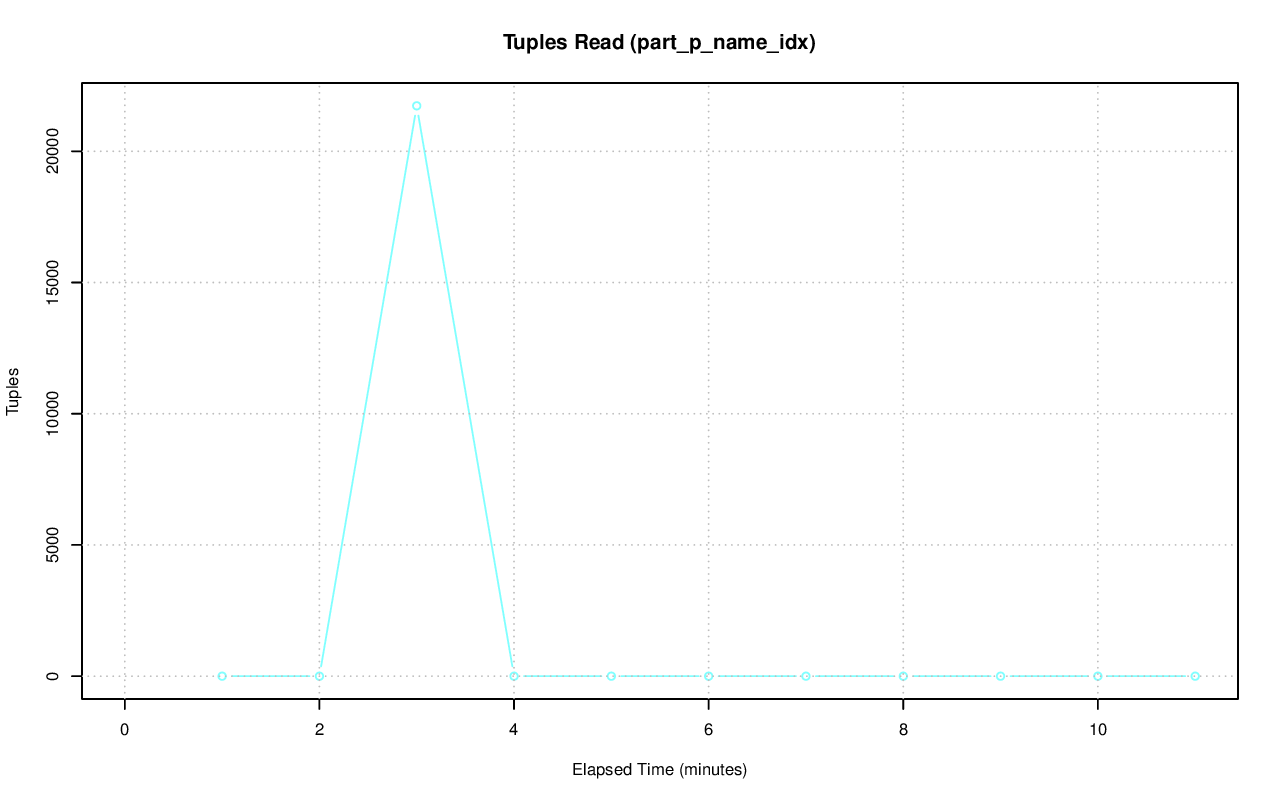 Tuples Read (part_p_name_idx)
20000
15000
10000
5000
0
Tuples
0 2 4 6 8 10
Elapsed Time (minutes)